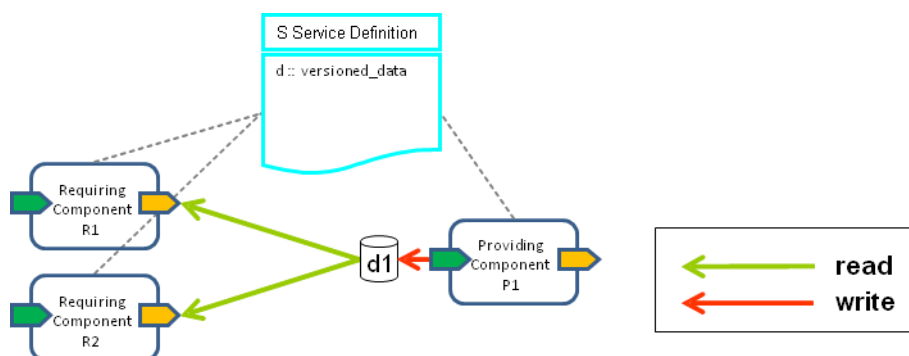 S Service Definition
d :: versioned_data
Requiring
Component
R1
d1
Providing
Component
P1
Requiring
Component
R2
read
write